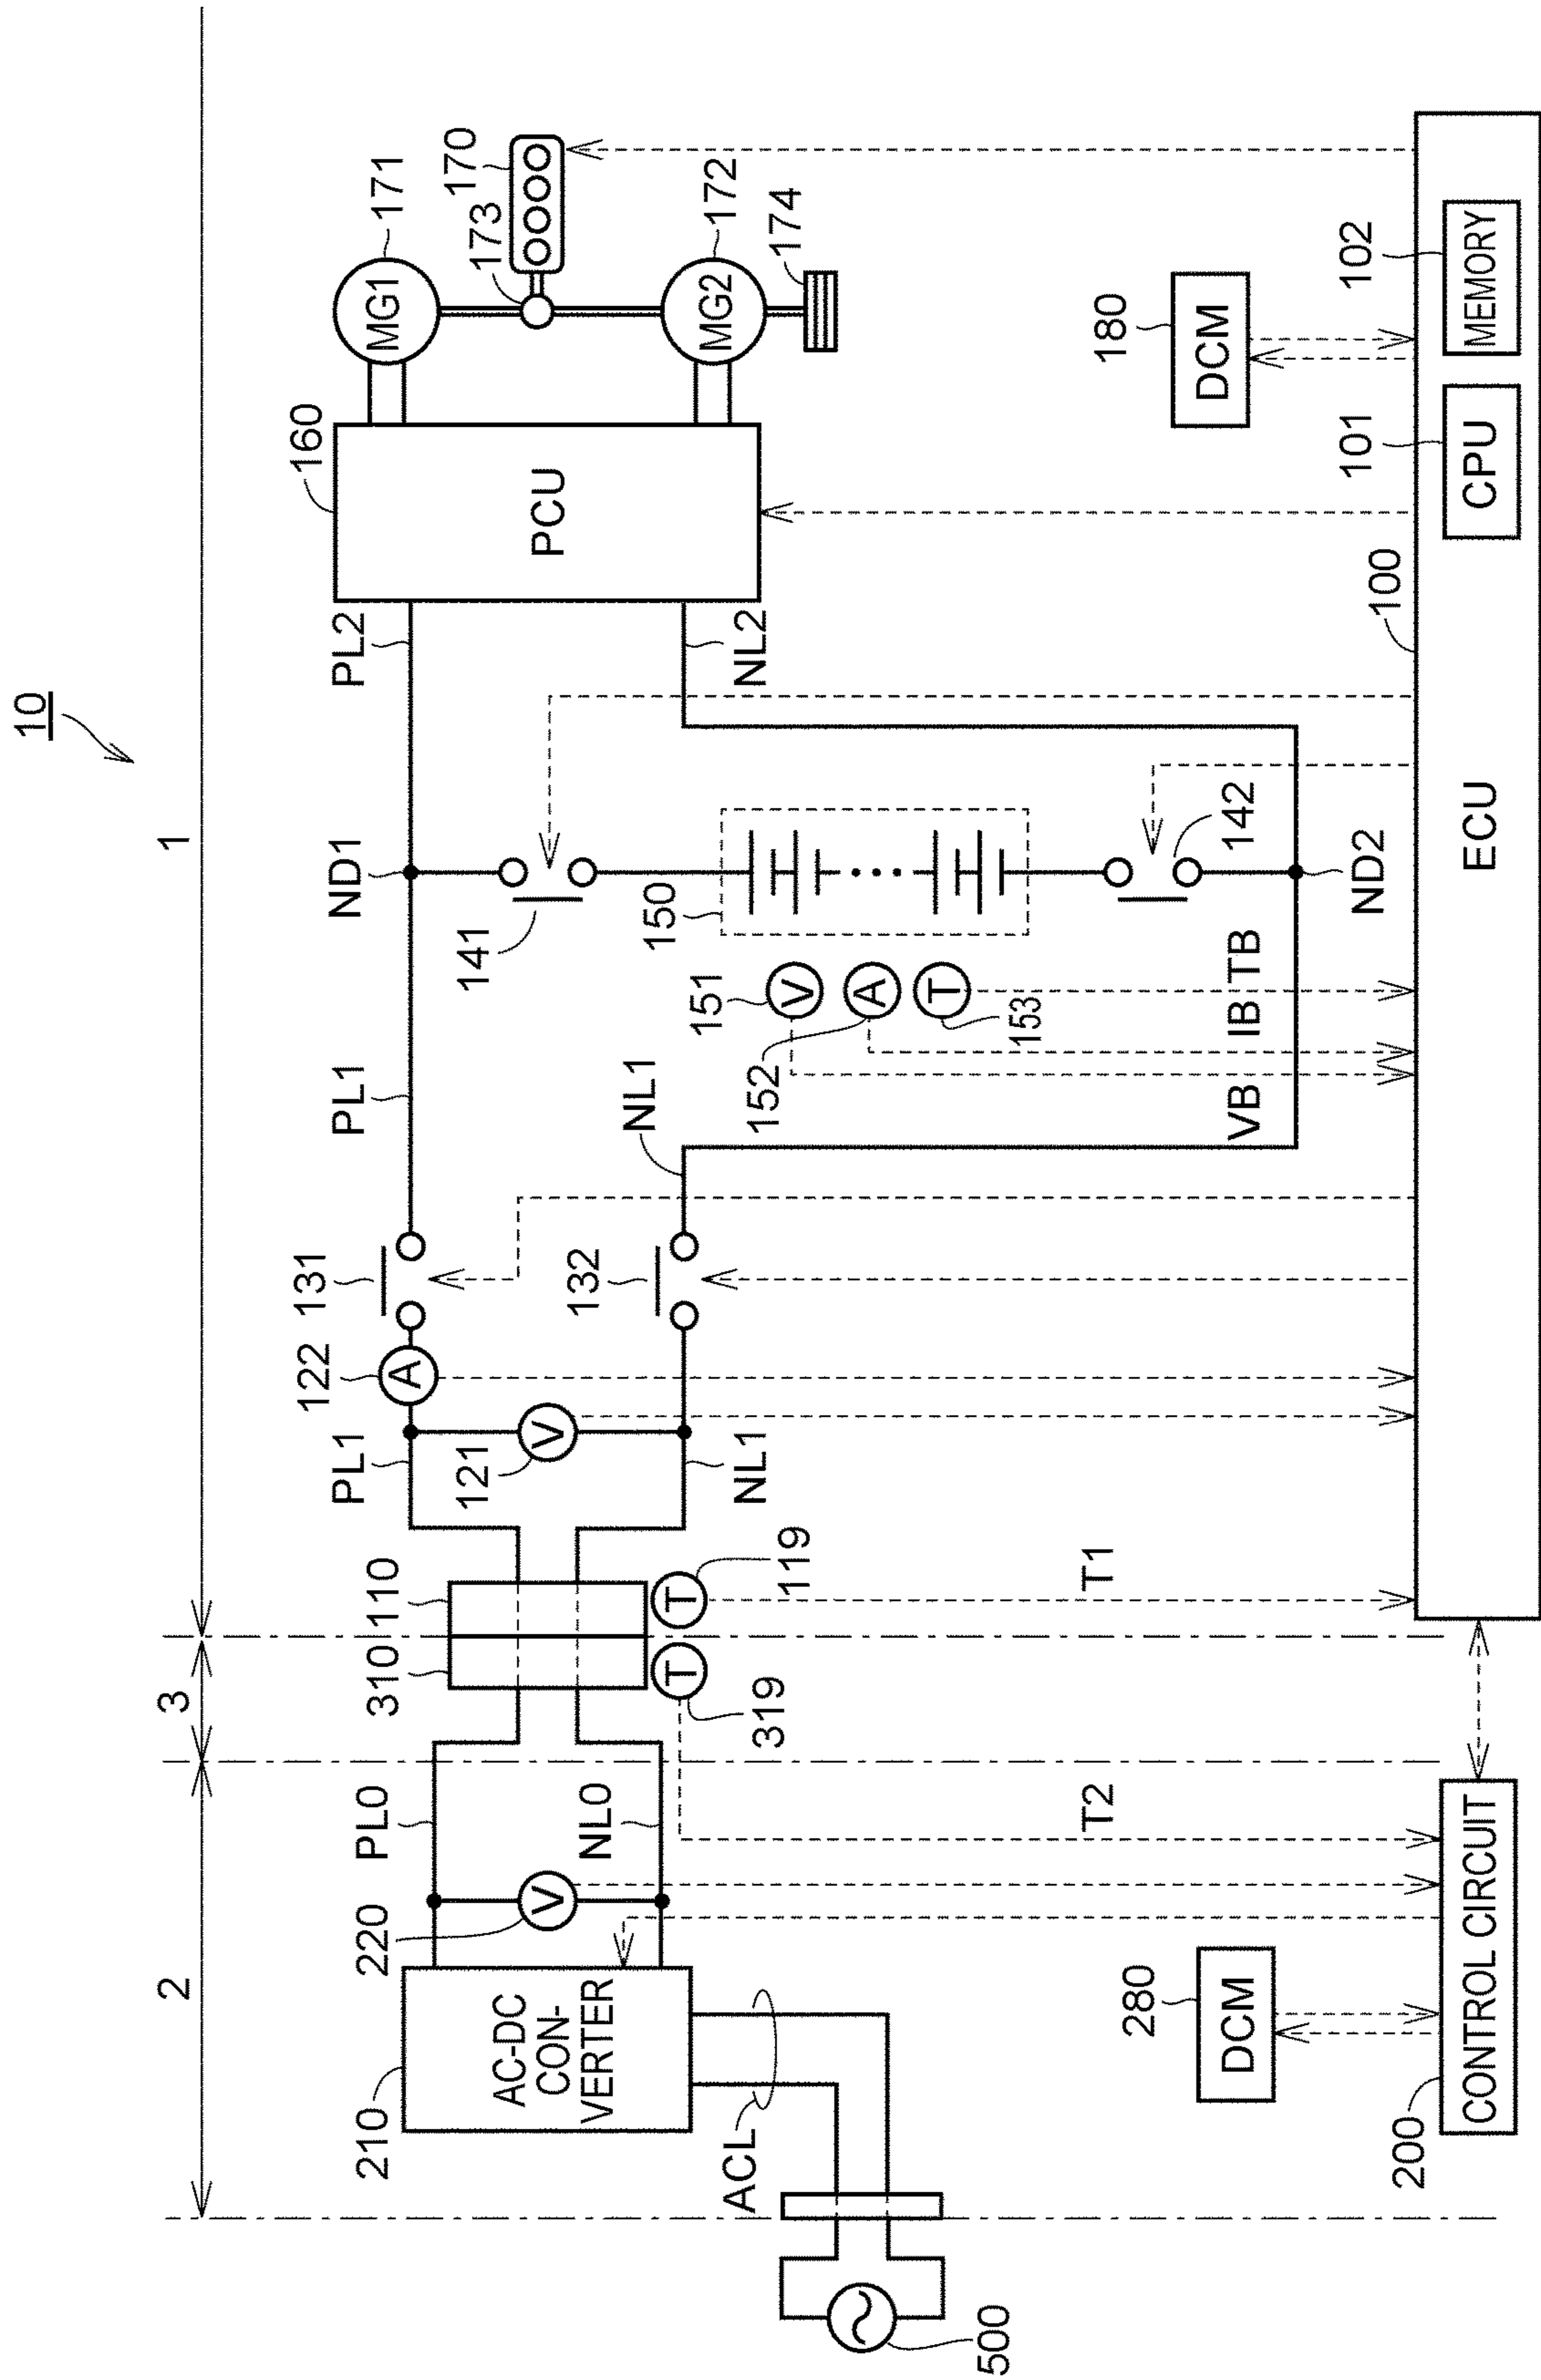 10
1
3
2
171
170
173
172
174
MG1
MG2
160
PCU
PL2
NL2
180
DCM
102
MEMORY
101
CPU
100
ECU
ND1
141
150
142
ND2
151
V
152
A
T
153
TB
IB
VB
PL1
NL1
131
132
122
A
121
V
PL1
NL1
110
310
T
119
T
319
T1
T2
PL0
NL0
220
V
210
AC-DC
CON-
VERTER
ACL
500
280
DCM
200
CONTROL CIRCUIT